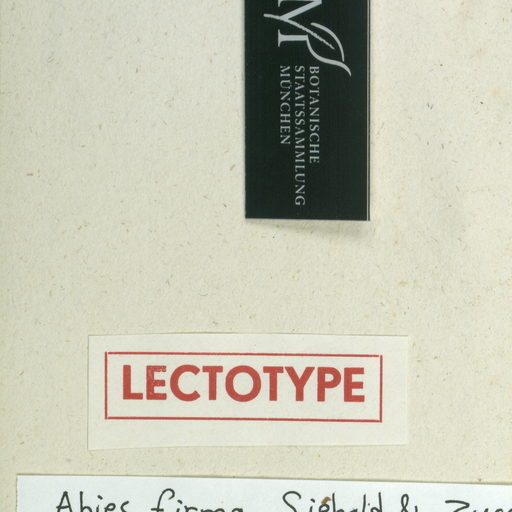 BOTANISCHE
STAATSSAMMLUNG
MÜNCHEN
LECTOTYPE
Abies firma Siebold &